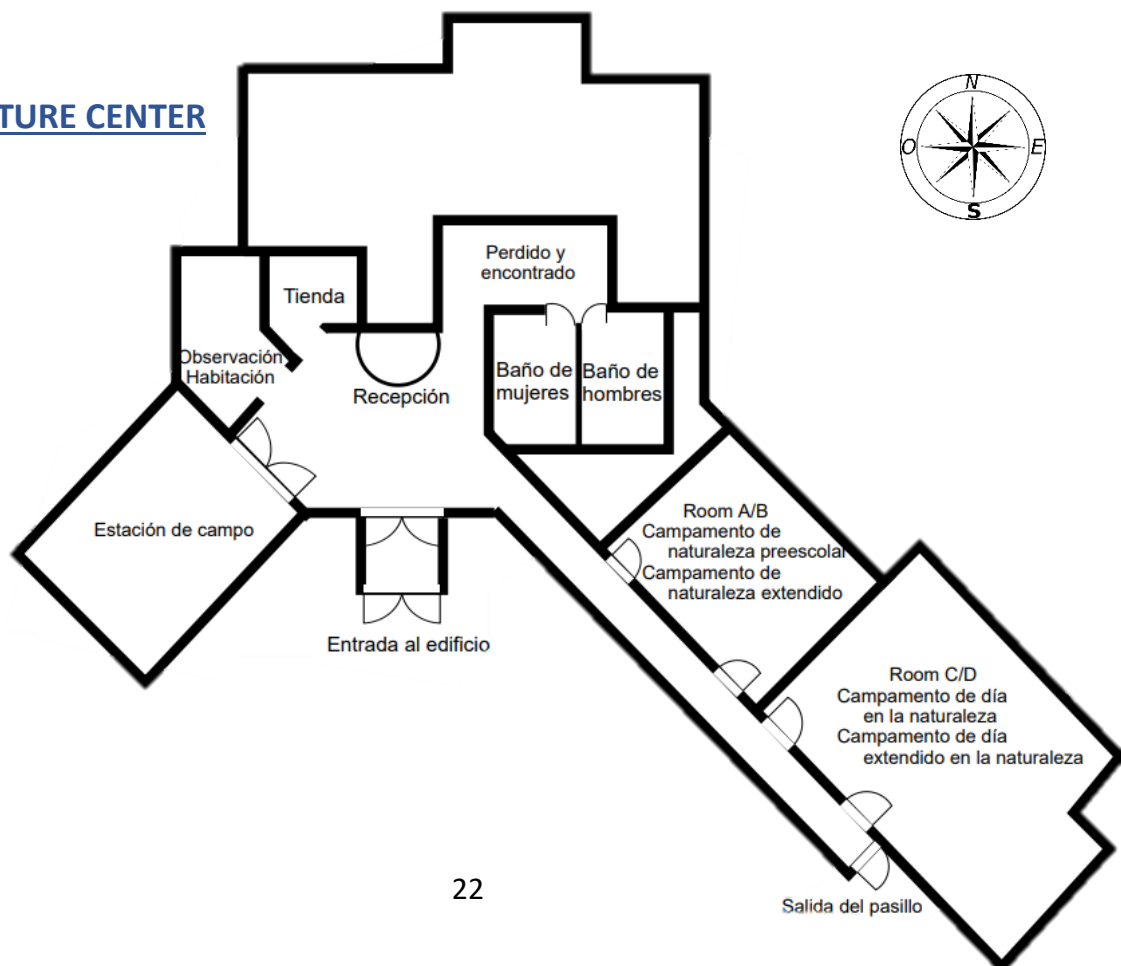 TURE CENTER
N
O
E
S
Perdido y
encontrado
Tienda
Observación
Habitación
Recepción
Baño de
mujeres
Baño de
hombres
Estación de campo
Room A/B
Campamento de
naturaleza preescolar
Campamento de
naturaleza extendido
Entrada al edificio
Room C/D
Campamento de día
en la naturaleza
Campamento de día
extendido en la naturaleza
22
Salida del pasillo